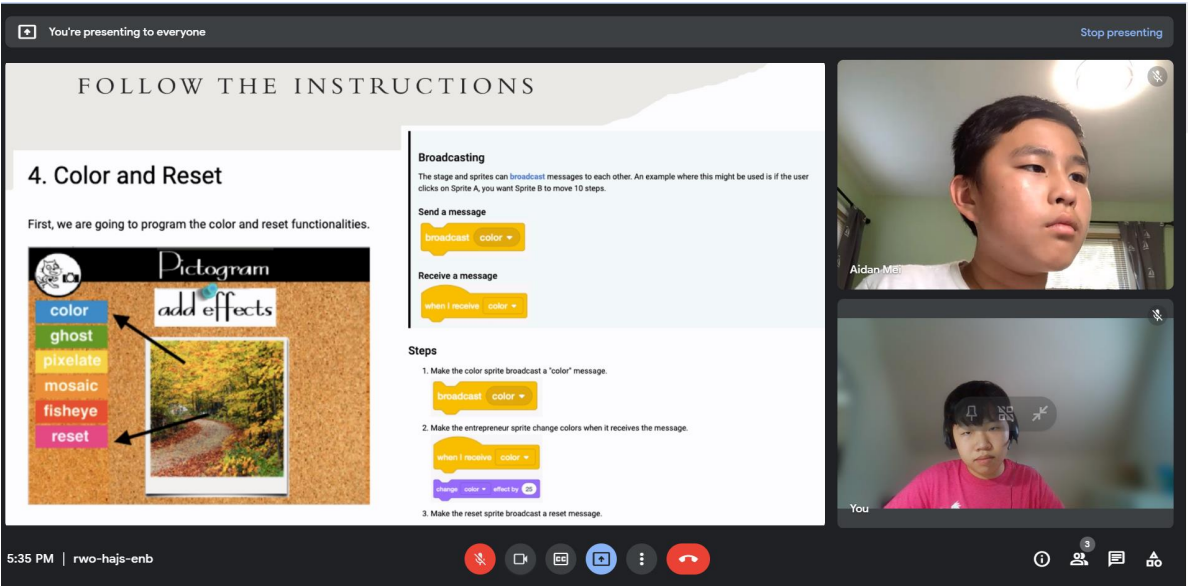 You're presenting to everyone
Stop presenting
FOLLOW THE INSTRUCTIONS
4. Color and Reset
First, we are going to program the color and reset functionalities.
Pictogram
add effects
color
ghost
pixelate
mosaic
fisheye
reset
Broadcasting
The stage and sprites can broadcast messages to each other. An example where this might be used is if the user
clicks on Sprite A, you want Sprite B to move 10 steps.
Send a message
broadcast color
Receive a message
when I receive color
Steps
1. Make the color sprite broadcast a "color" message.
broadcast color
2. Make the entrepreneur sprite change colors when it receives the message.
when I receive color
change color effect by 25
3. Make the reset sprite broadcast a reset message.
Aidan Mei
You
5:35 PM | rwo-hajs-enb
CC
3